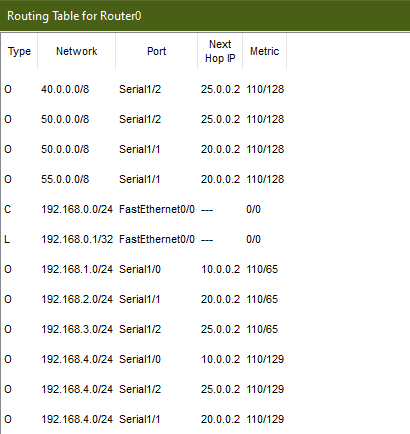 Routing Table for Router0
Type Network Port Next Hop IP Metric
O 40.0.0.0/8 Serial1/2 25.0.0.2 110/128
O 50.0.0.0/8 Serial1/2 25.0.0.2 110/128
O 50.0.0.0/8 Serial1/1 20.0.0.2 110/128
O 55.0.0.0/8 Serial1/1 20.0.0.2 110/128
C 192.168.0.0/24 FastEthernet0/0 --- 0/0
L 192.168.0.1/32 FastEthernet0/0 --- 0/0
O 192.168.1.0/24 Serial1/0 10.0.0.2 110/65
O 192.168.2.0/24 Serial1/1 20.0.0.2 110/65
O 192.168.3.0/24 Serial1/2 25.0.0.2 110/65
O 192.168.4.0/24 Serial1/0 10.0.0.2 110/129
O 192.168.4.0/24 Serial1/2 25.0.0.2 110/129
O 192.168.4.0/24 Serial1/1 20.0.0.2 110/129